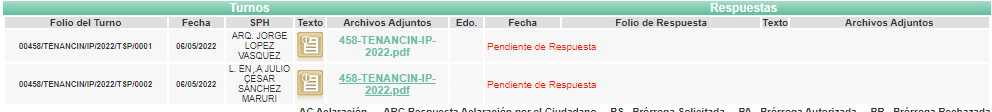 Turnos Respuestas
Folio del Turno Fecha SPH Texto Archivos Adjuntos Edo. Fecha Folio de Respuesta Texto Archivos Adjuntos
00458/TENANCIN/IP/2022/TSP/0001 06/05/2022 ARQ. JORGE LOPEZ VASQUEZ 458-TENANCIN-IP-2022.pdf Pendiente de Respuesta
00458/TENANCIN/IP/2022/TSP/0002 06/05/2022 L. EN A JULIO CÉSAR SÁNCHEZ MARURI 458-TENANCIN-IP-2022.pdf Pendiente de Respuesta
AC Aclaración ARC Respuesta Aclaración por el Ciudadano PS Prórroga Solicitada PA Prórroga Autorizada PR Prórroga Rechazada